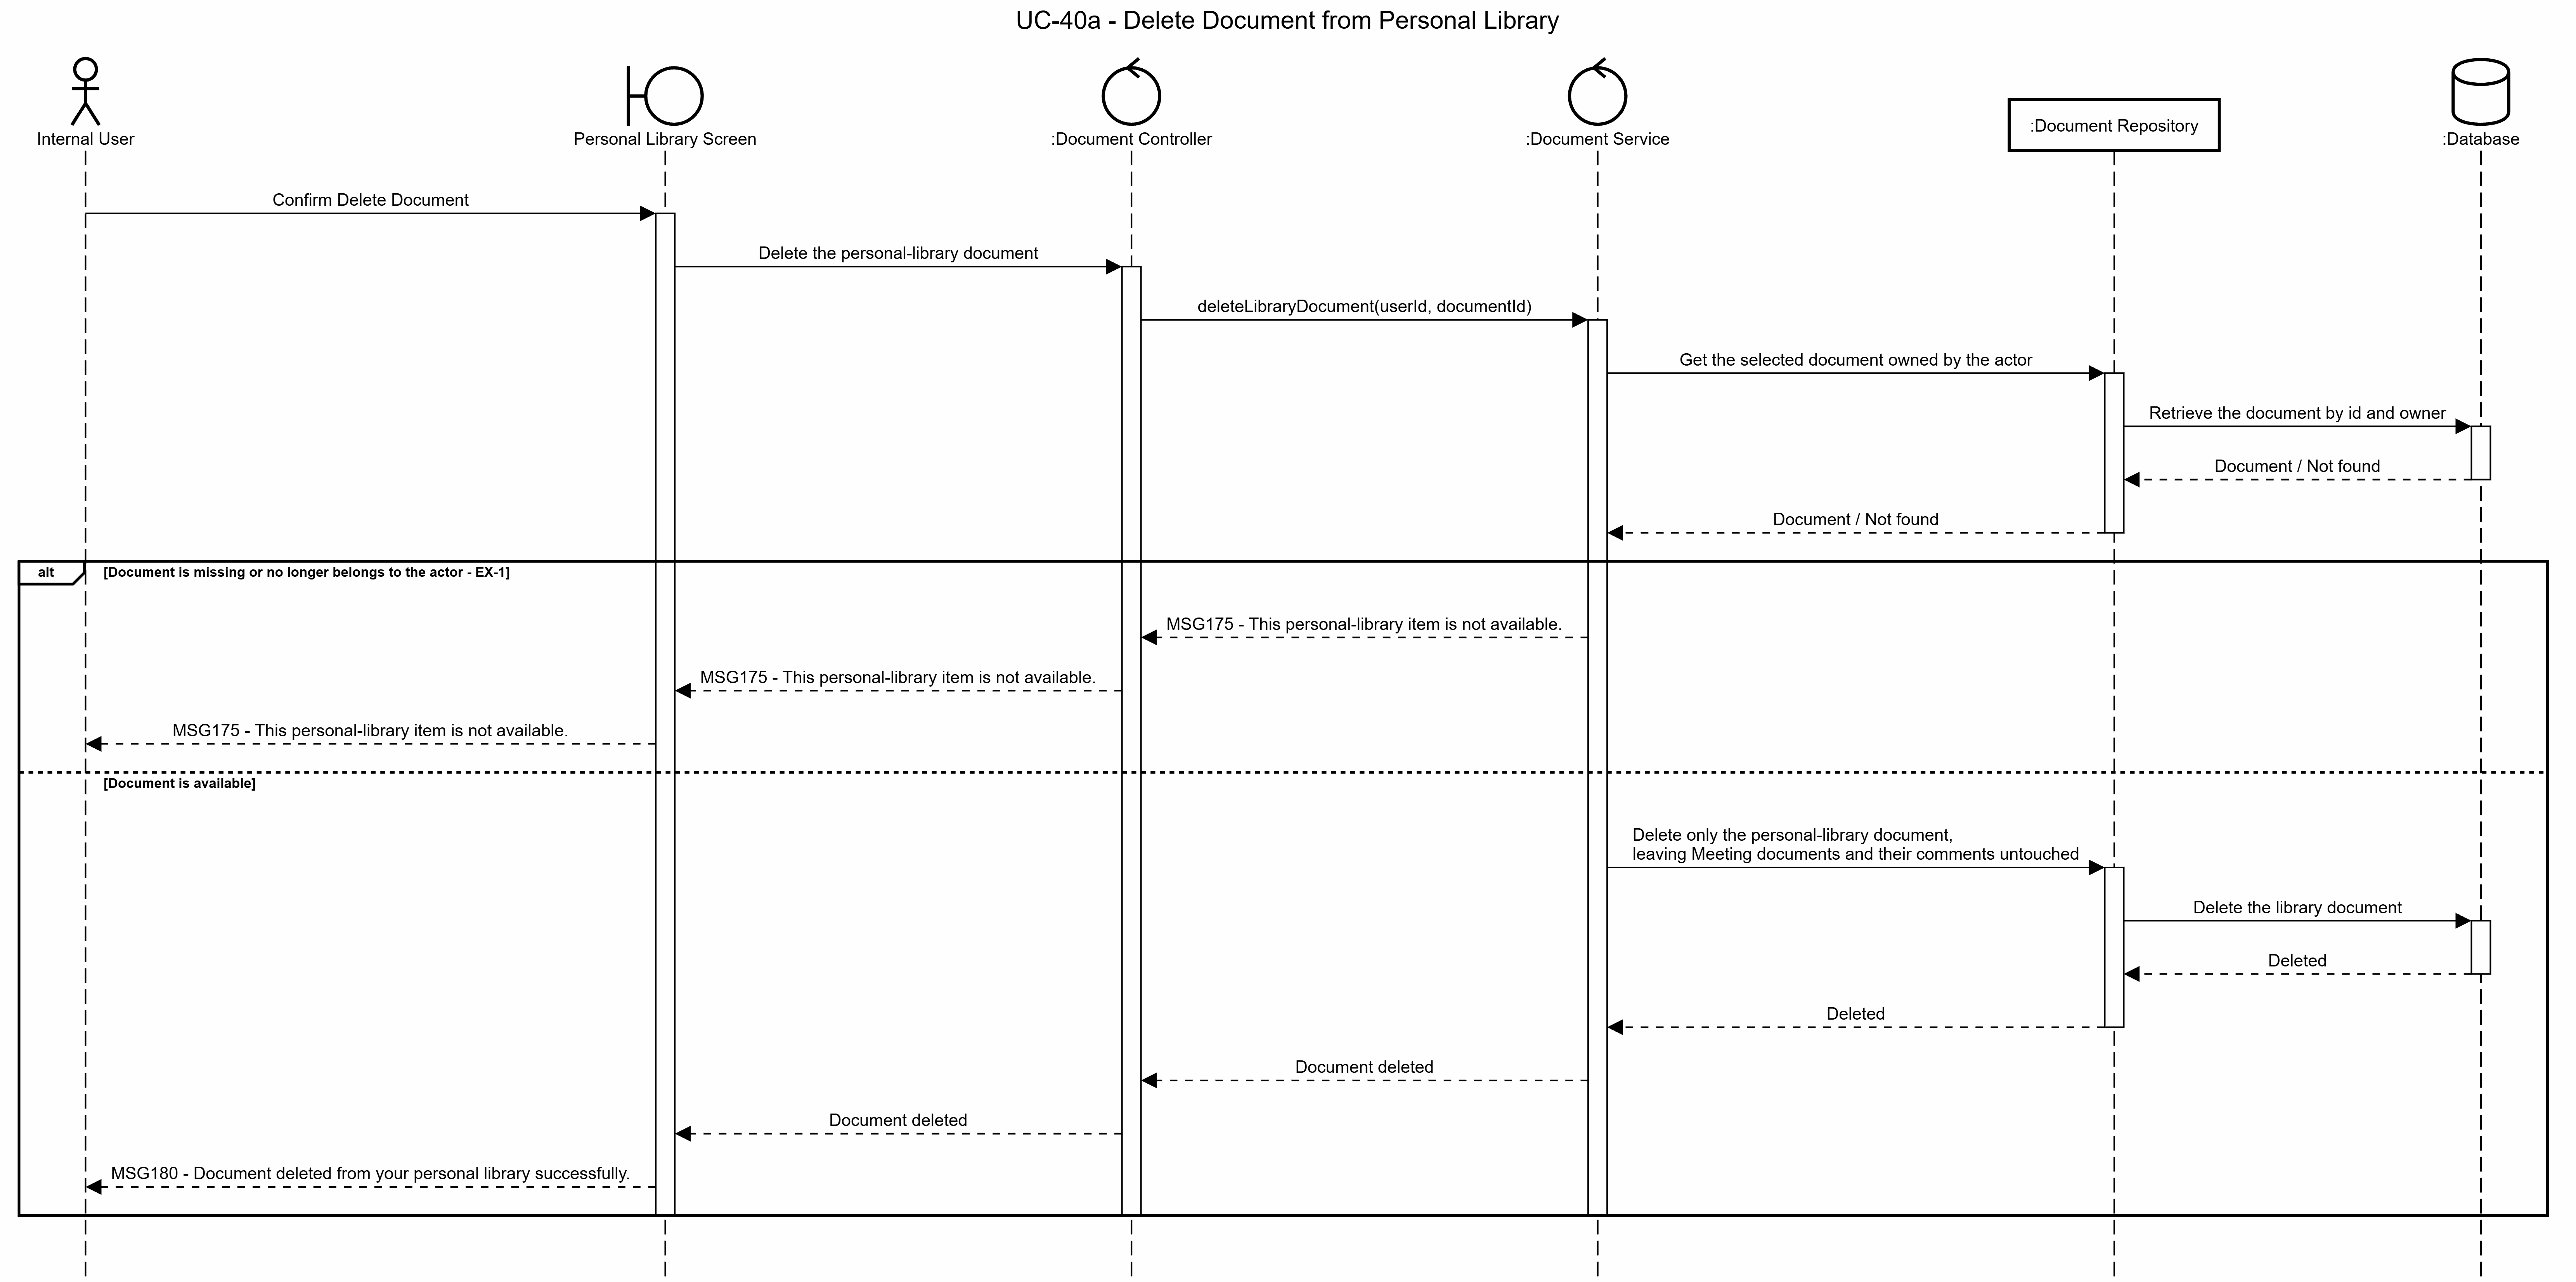 UC-40a - Delete Document from Personal Library
Internal User
Personal Library Screen
:Document Controller
:Document Service
:Document Repository
:Database
Confirm Delete Document
Delete the personal-library document
deleteLibraryDocument(userId, documentId)
Get the selected document owned by the actor
Retrieve the document by id and owner
Document / Not found
Document / Not found
alt
[Document is missing or no longer belongs to the actor - EX-1]
MSG175 - This personal-library item is not available.
MSG175 - This personal-library item is not available.
MSG175 - This personal-library item is not available.
[Document is available]
Delete only the personal-library document,
leaving Meeting documents and their comments untouched
Delete the library document
Deleted
Deleted
Document deleted
Document deleted
MSG180 - Document deleted from your personal library successfully.